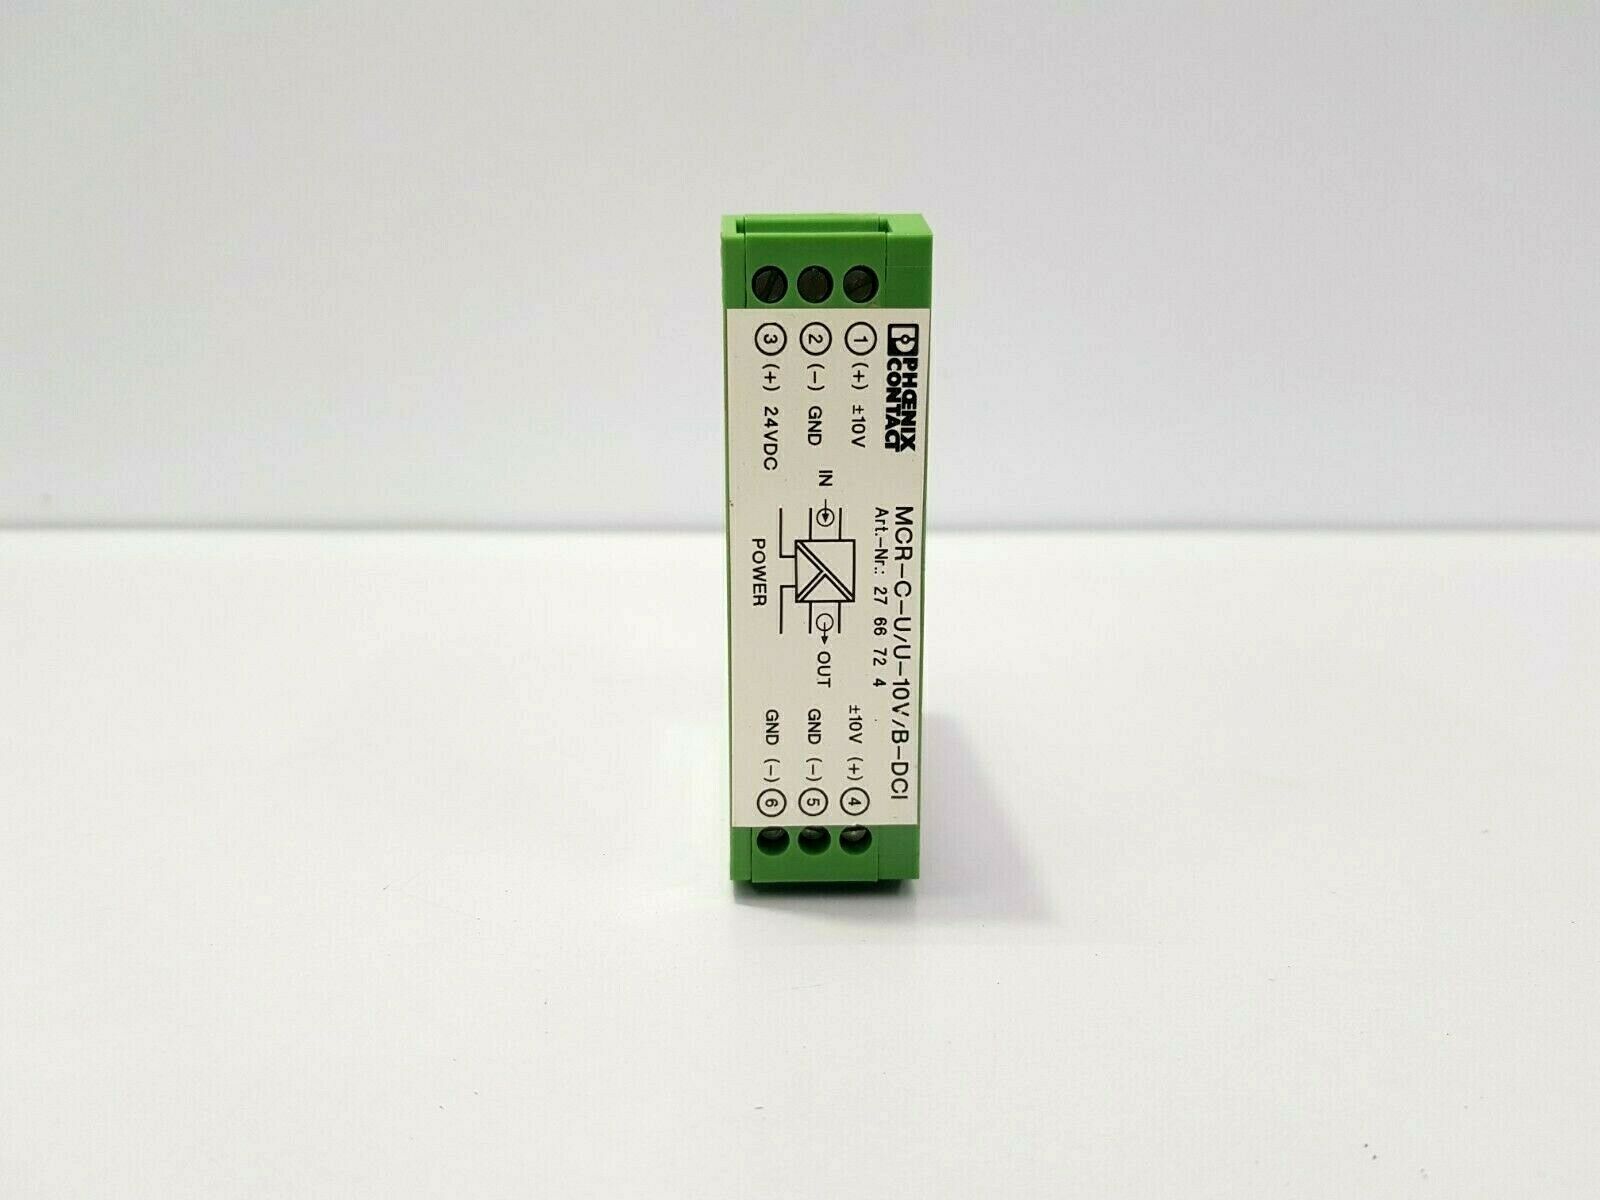 PHŒNIX
CONTACT
MCR-C-U/U-10V/B-DCI
Art.-Nr.: 27 66 72 4
1 (+) ±10V
±10V (+) 4
2 (-) GND
IN
OUT
GND (-) 5
3 (+) 24VDC
POWER
GND (-) 6